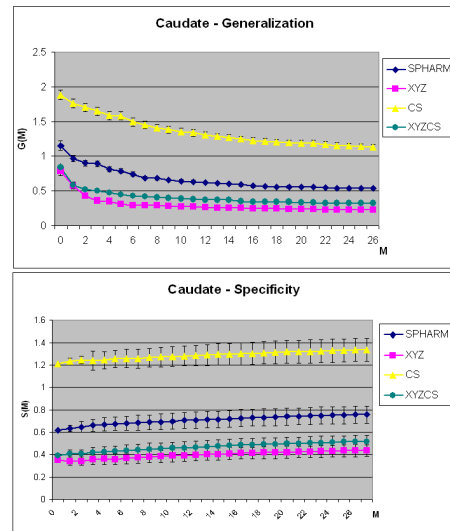 Caudate - Generalization
G(M)
2.5
2
1.5
1
0.5
0
0 2 4 6 8 10 12 14 16 18 20 22 24 26
M
SPHARM
XYZ
CS
XYZCS
Caudate - Specificity
S(M)
1.6
1.4
1.2
1
0.8
0.6
0.4
0.2
0
0 2 4 6 8 10 12 14 16 18 20 22 24 26
M
SPHARM
XYZ
CS
XYZCS